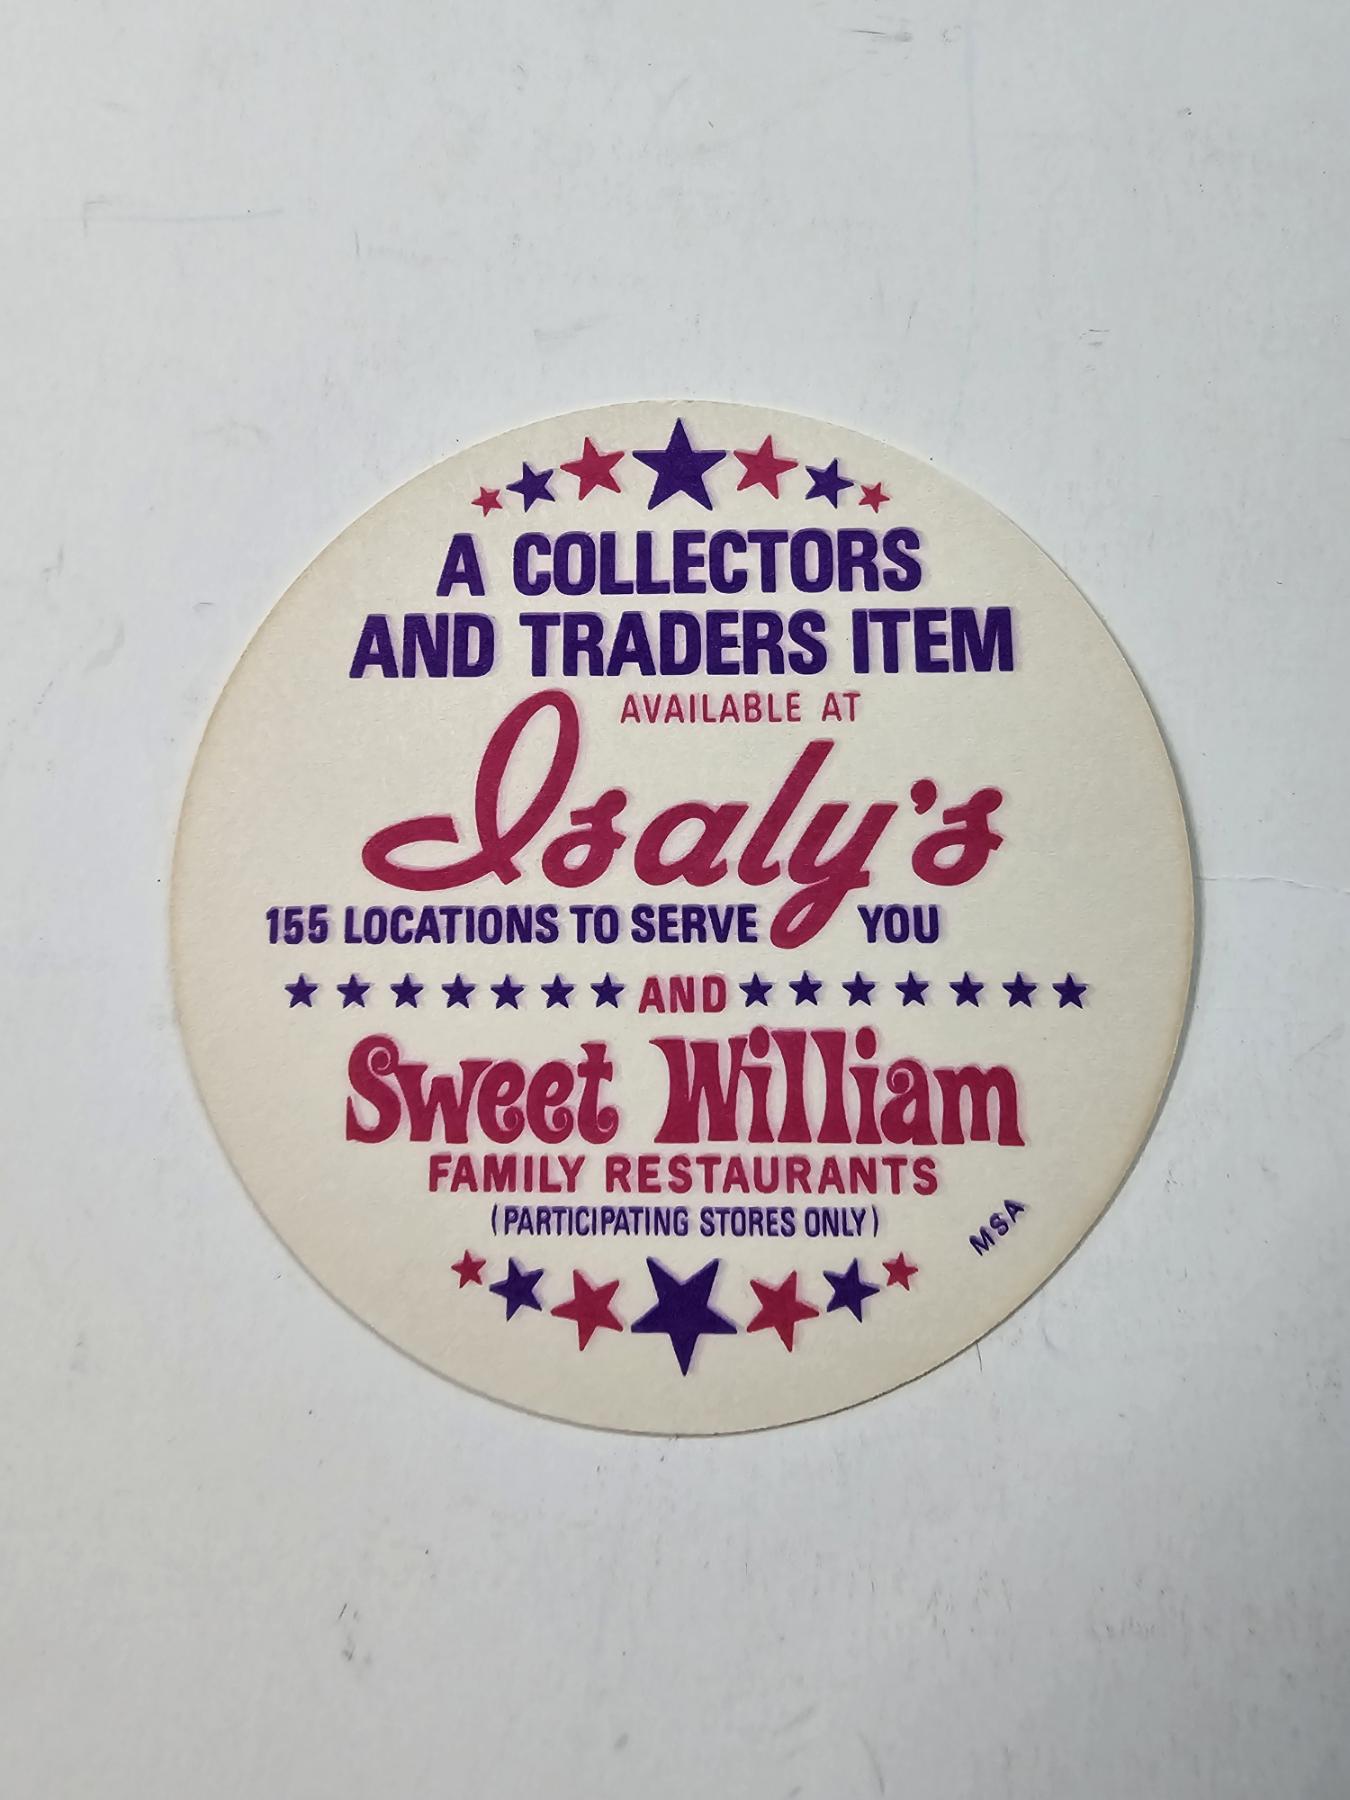 A COLLECTORS
AND TRADERS ITEM
AVAILABLE AT
Isaly's
155 LOCATIONS TO SERVE YOU
AND
Sweet William
FAMILY RESTAURANTS
(PARTICIPATING STORES ONLY)
MSA